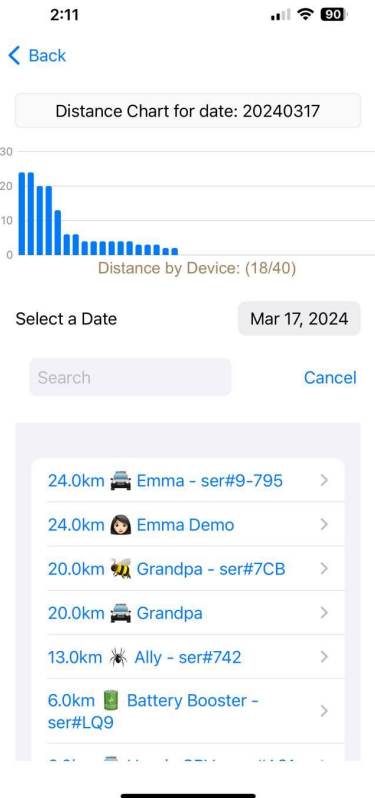 2:11
90
Back
Distance Chart for date: 20240317
30
20
10
0
Distance by Device: (18/40)
Select a Date
Mar 17, 2024
Search
Cancel
24.0km Emma - ser#9-795
24.0km Emma Demo
20.0km Grandpa - ser#7CB
20.0km Grandpa
13.0km Ally - ser#742
6.0km Battery Booster -
ser#LQ9